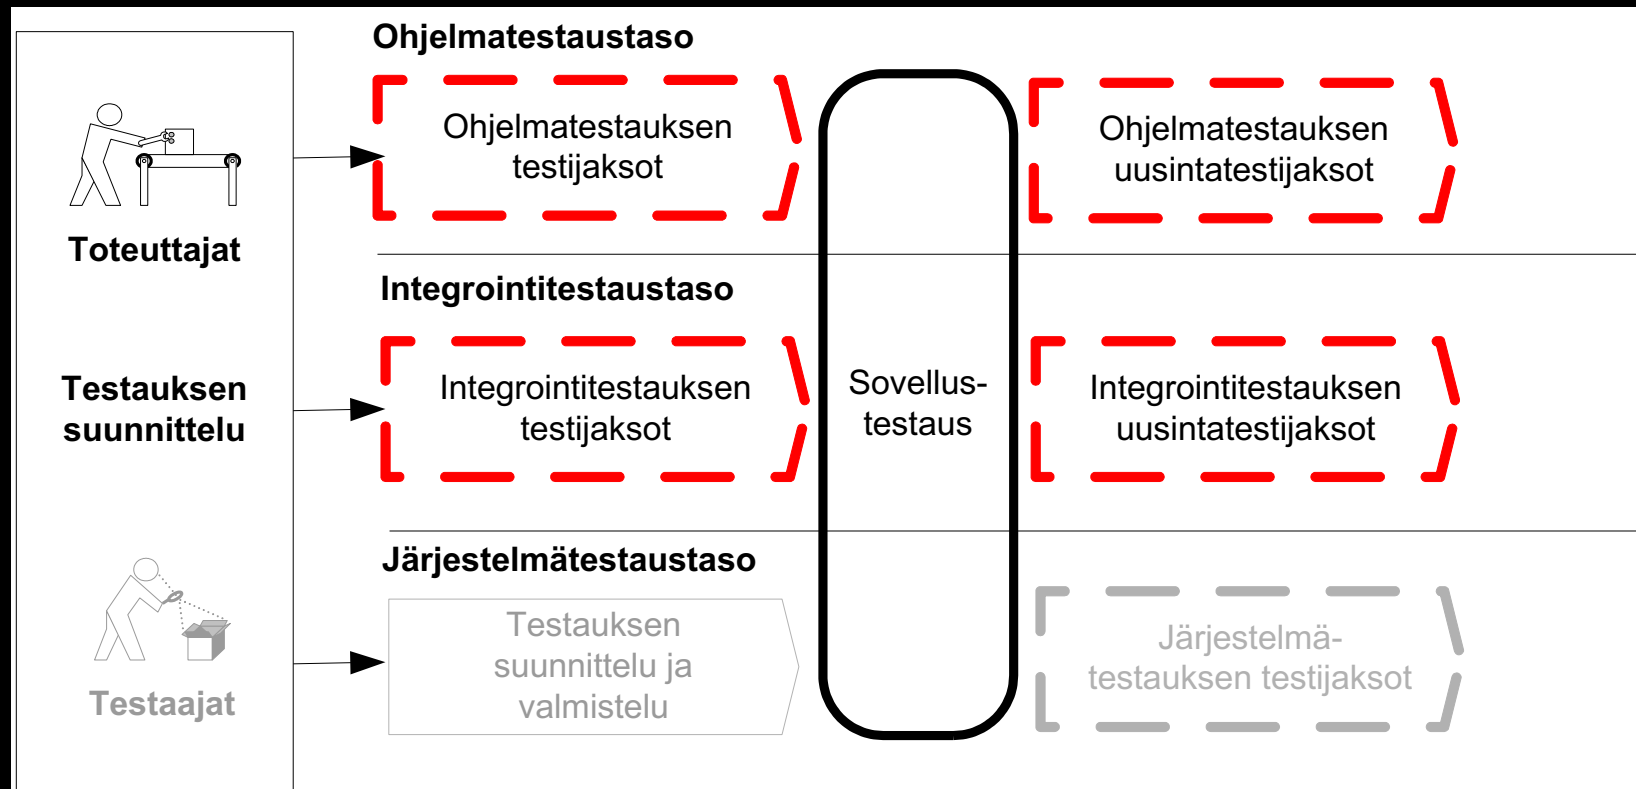 Ohjelmatestaustaso
Ohjelmatestauksen
testijaksot
Ohjelmatestauksen
uusintatestijaksot
Toteuttajat
Integrointitestaustaso
Testauksen
suunnittelu
Integrointitestauksen
testijaksot
Sovellus-
testaus
Integrointitestauksen
uusintatestijaksot
Järjestelmätestaustaso
Testaajat
Testauksen
suunnittelu ja
valmistelu
Järjestelmä-
testauksen testijaksot